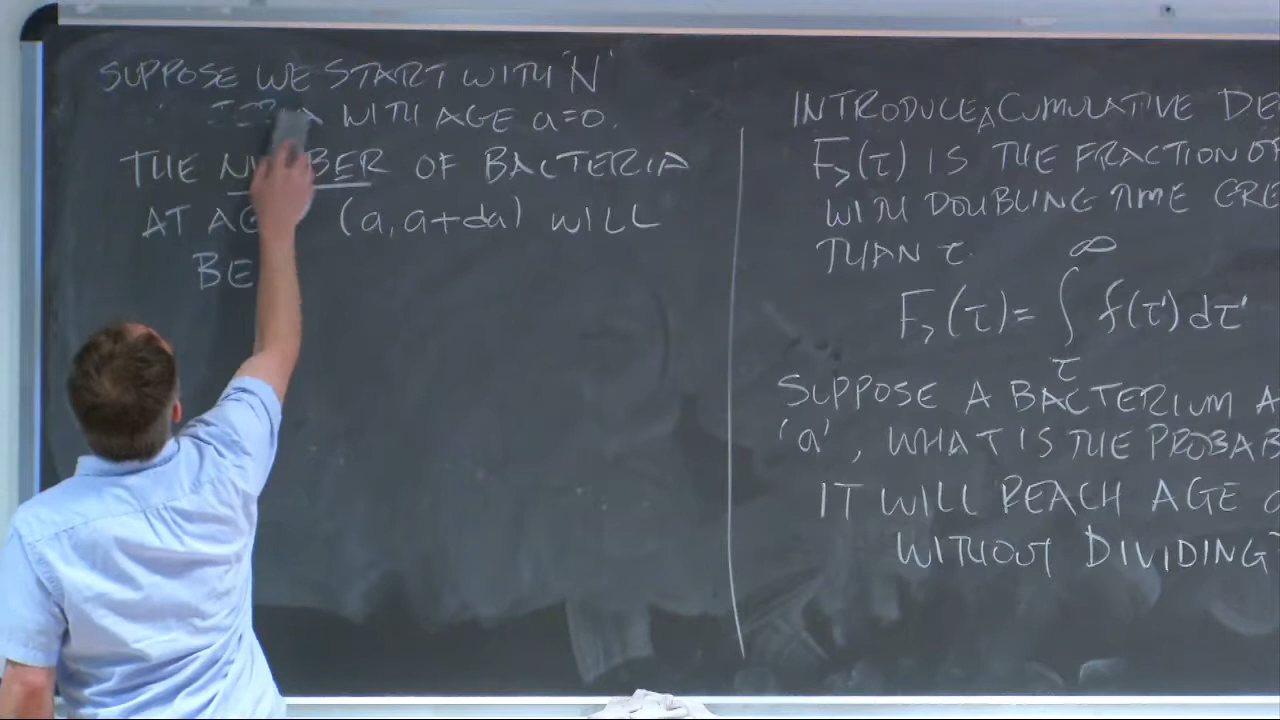 SUPPOSE WE START WITH 'N'
WITH AGE a=0.
THE NUMBER OF BACTERIA
AT AG (a, a+da) WILL
BE
INTRODUCE A CUMULATIVE DE
F>(τ) IS THE FRACTION OF
WITH DOUBLING TIME GRE
THAN τ.
F>(τ) = ∫_τ^∞ f(τ') dτ'
SUPPOSE A BACTERIUM A
'a', WHAT IS THE PROBAB
IT WILL REACH AGE
WITHOUT DIVIDING?